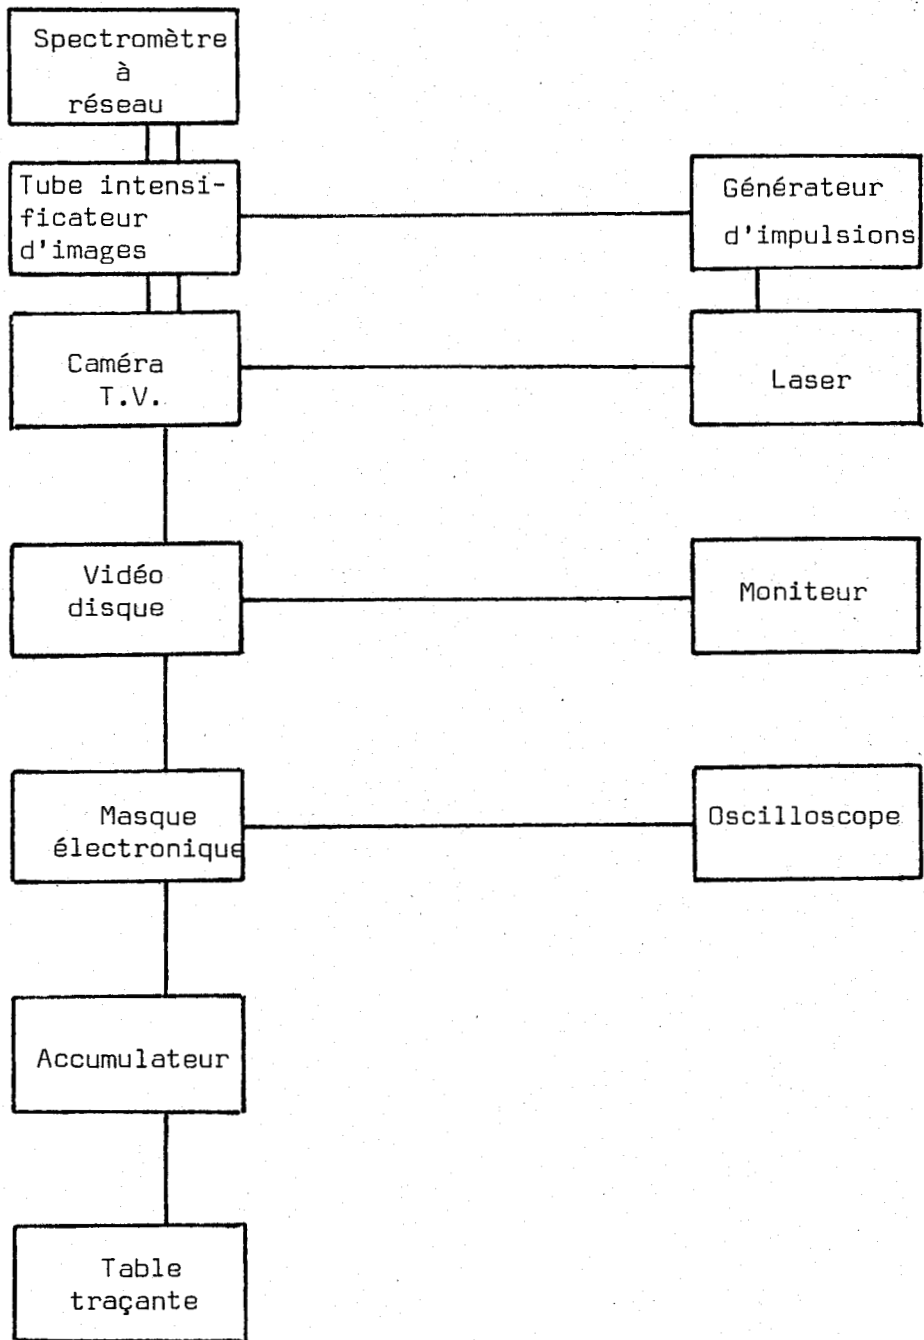 Spectromètre
à
réseau
Tube intensi-
ficateur
d'images
Générateur
d'impulsions
Caméra
T.V.
Laser
Vidéo
disque
Moniteur
Masque
électronique
Oscilloscope
Accumulateur
Table
traçante